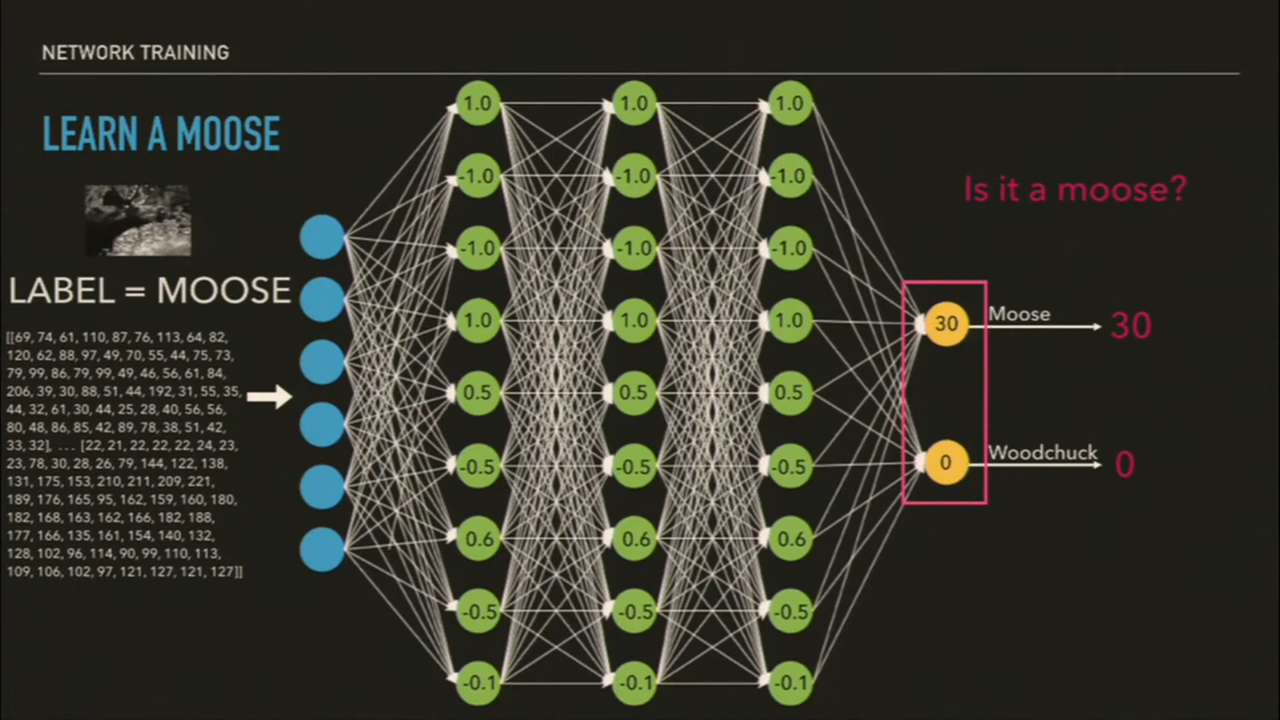 NETWORK TRAINING
LEARN A MOOSE
LABEL = MOOSE
[[69, 74, 61, 110, 87, 76, 113, 64, 82,
120, 62, 88, 97, 49, 70, 55, 44, 75, 73,
79, 99, 86, 79, 99, 49, 46, 56, 61, 84,
206, 39, 30, 88, 51, 44, 192, 31, 55, 35,
44, 32, 61, 30, 44, 25, 28, 40, 56, 56,
80, 48, 86, 85, 42, 89, 78, 38, 51, 42,
33, 32], ... [22, 21, 22, 22, 22, 24, 23,
23, 78, 30, 28, 26, 79, 144, 122, 138,
131, 175, 153, 210, 211, 209, 221,
189, 176, 165, 95, 162, 159, 160, 180,
182, 168, 163, 162, 166, 182, 188,
177, 166, 135, 161, 154, 140, 132,
128, 102, 96, 114, 90, 99, 110, 113,
109, 106, 102, 97, 121, 127, 121, 127]]
1.0 1.0 1.0
-1.0 -1.0 -1.0
-1.0 -1.0 -1.0
1.0 1.0 1.0
0.5 0.5 0.5
-0.5 -0.5 -0.5
0.6 0.6 0.6
-0.5 -0.5 -0.5
-0.1 -0.1 -0.1
Is it a moose?
30 Moose 30
0 Woodchuck 0